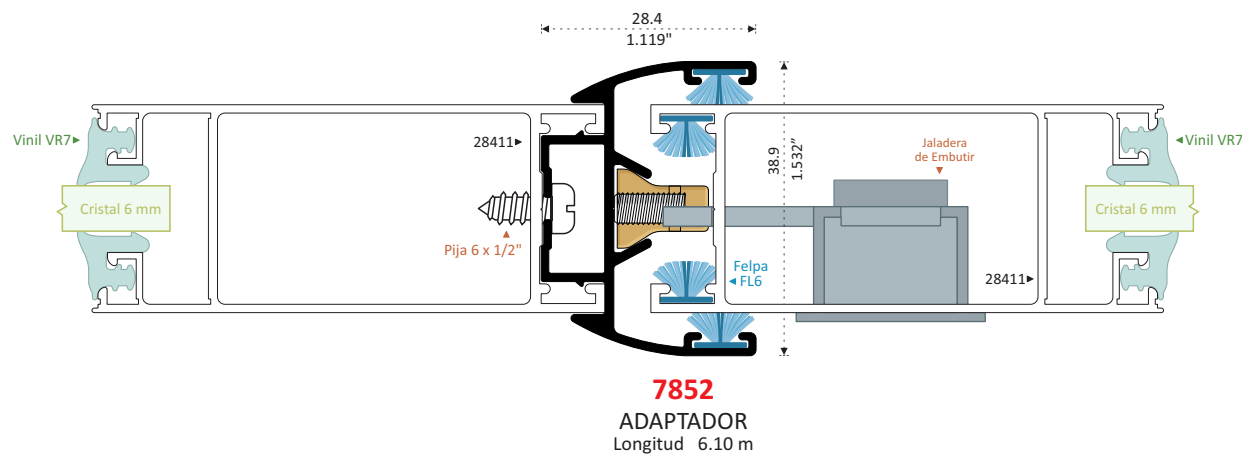 28.4
1.119"
Vinil VR7
28411
Jaladera
de Embutir
38.9
1.532"
Vinil VR7
Cristal 6 mm
Cristal 6 mm
Pija 6 x 1/2"
Felpa
FL6
28411
7852
ADAPTADOR
Longitud 6.10 m